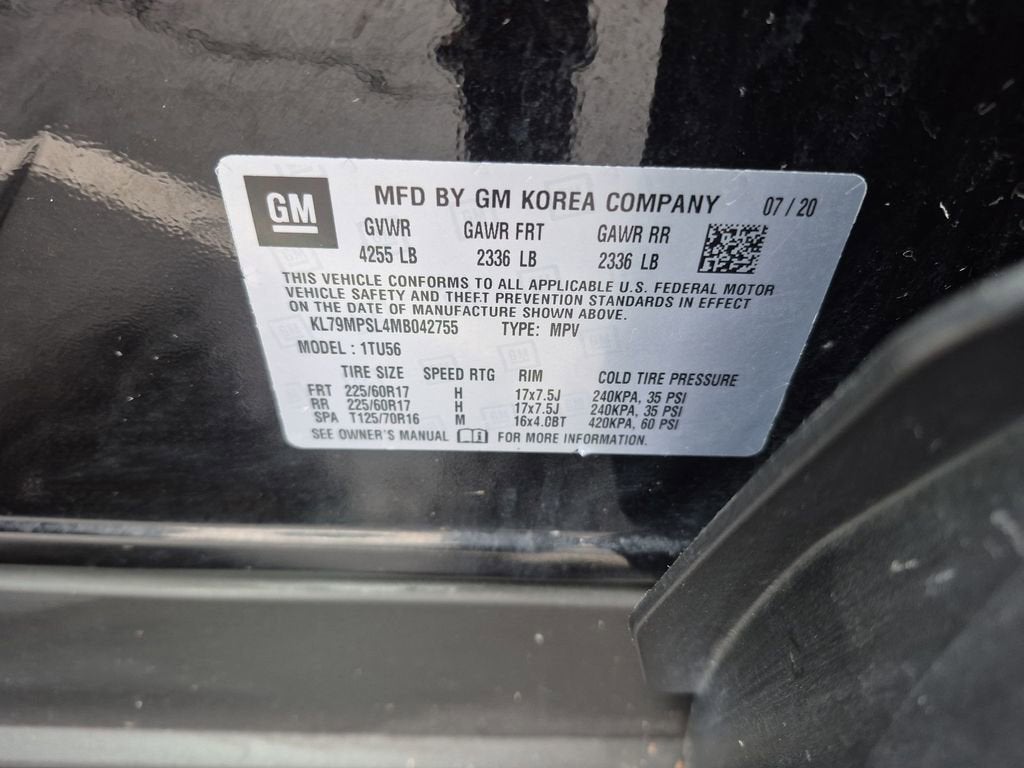 GM MFD BY GM KOREA COMPANY 07 / 20
GVWR GAWR FRT GAWR RR
4255 LB 2336 LB 2336 LB
THIS VEHICLE CONFORMS TO ALL APPLICABLE U.S. FEDERAL MOTOR
VEHICLE SAFETY AND THEFT PREVENTION STANDARDS IN EFFECT
ON THE DATE OF MANUFACTURE SHOWN ABOVE.
KL79MPSL4MB042755 TYPE: MPV
MODEL : 1TU56
TIRE SIZE SPEED RTG RIM COLD TIRE PRESSURE
FRT 225/60R17 H 17x7.5J 240KPA, 35 PSI
RR 225/60R17 H 17x7.5J 240KPA, 35 PSI
SPA T125/70R16 M 16x4.0BT 420KPA, 60 PSI
SEE OWNER'S MANUAL FOR MORE INFORMATION.